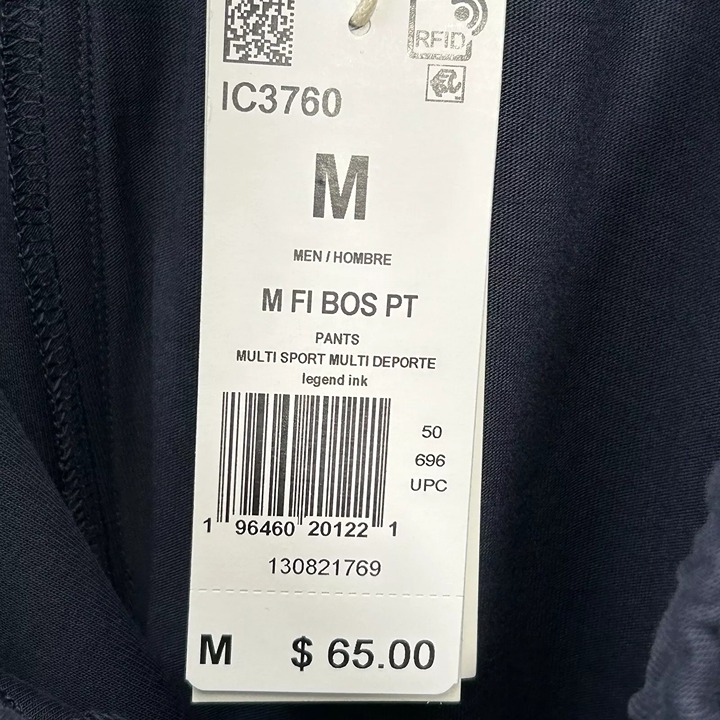 RFID
IC3760
M
MEN / HOMBRE
M FI BOS PT
PANTS
MULTI SPORT MULTI DEPORTE
legend ink
50
696
UPC
1 96460 20122 1
130821769
M $ 65.00